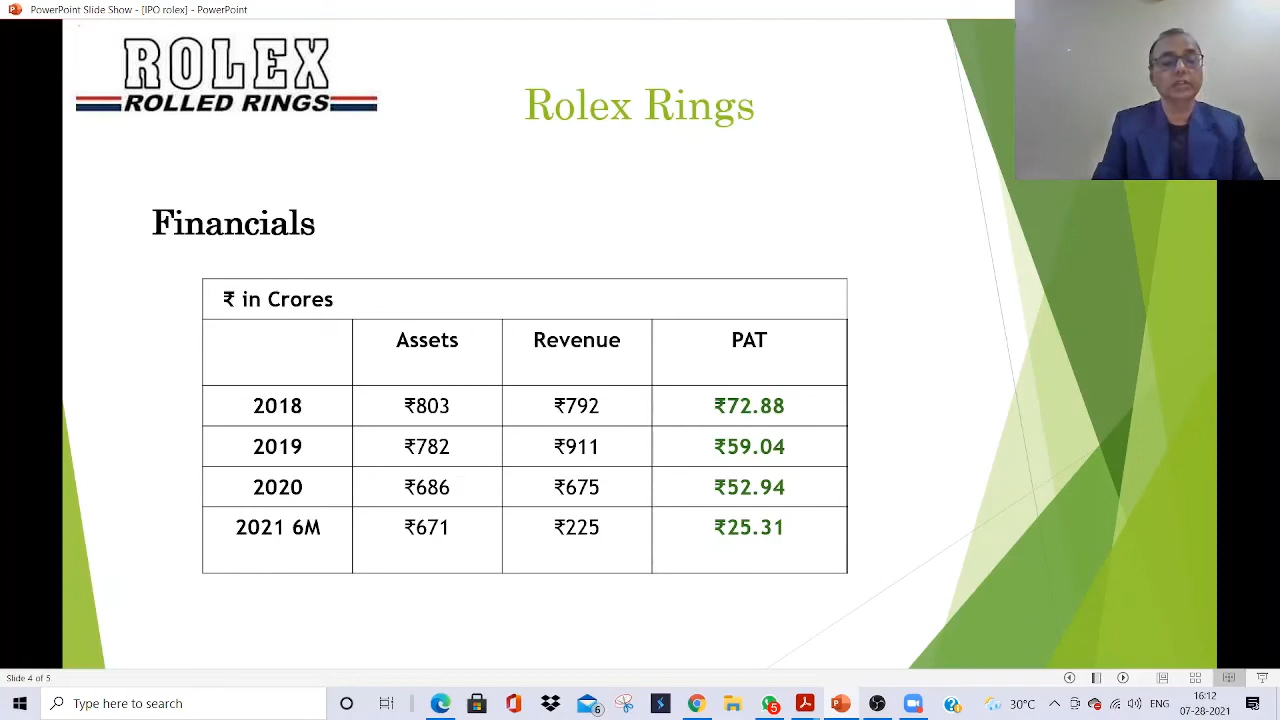 PowerPoint Slide Show - [IPO rolex] - PowerPoint
ROLEX
ROLLED RINGS
Rolex Rings
Financials
₹ in Crores
Assets Revenue PAT
2018 ₹803 ₹792 ₹72.88
2019 ₹782 ₹911 ₹59.04
2020 ₹686 ₹675 ₹52.94
2021 6M ₹671 ₹225 ₹25.31
Slide 4 of 5
Type here to search
6
5
30°C
ENG
16:12
07-28-2021